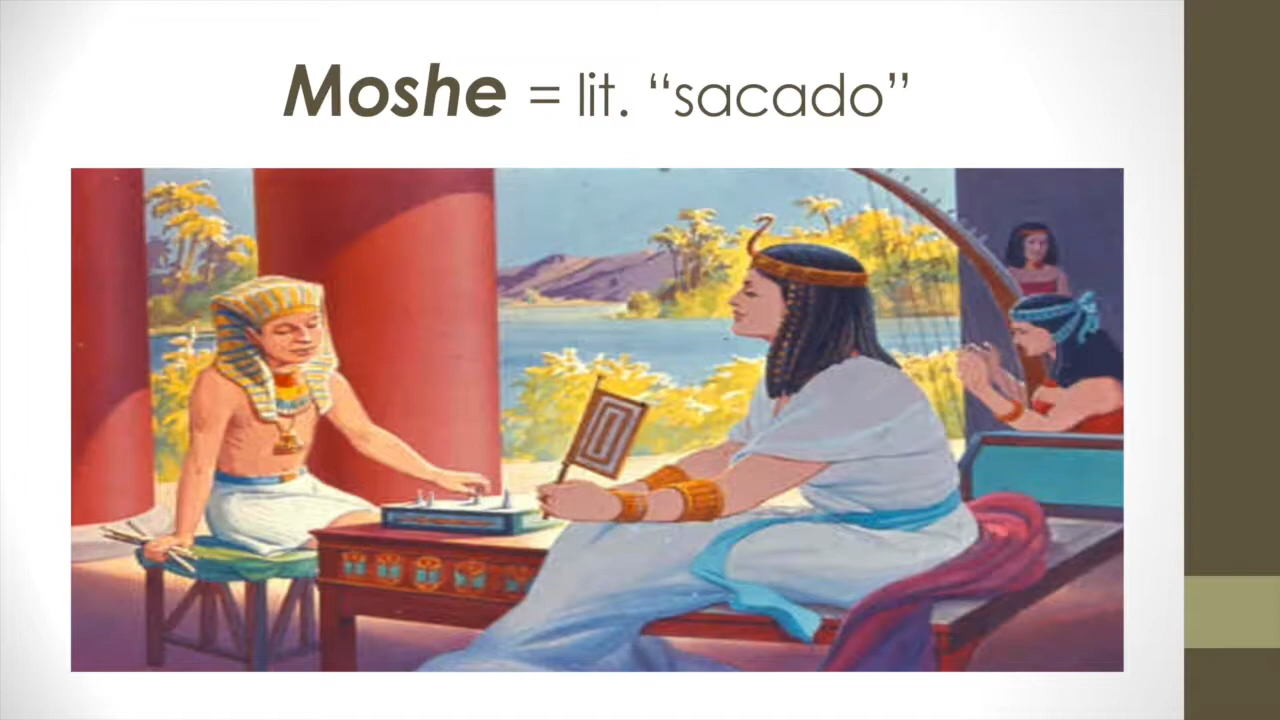 Moshe = lit. “sacado”